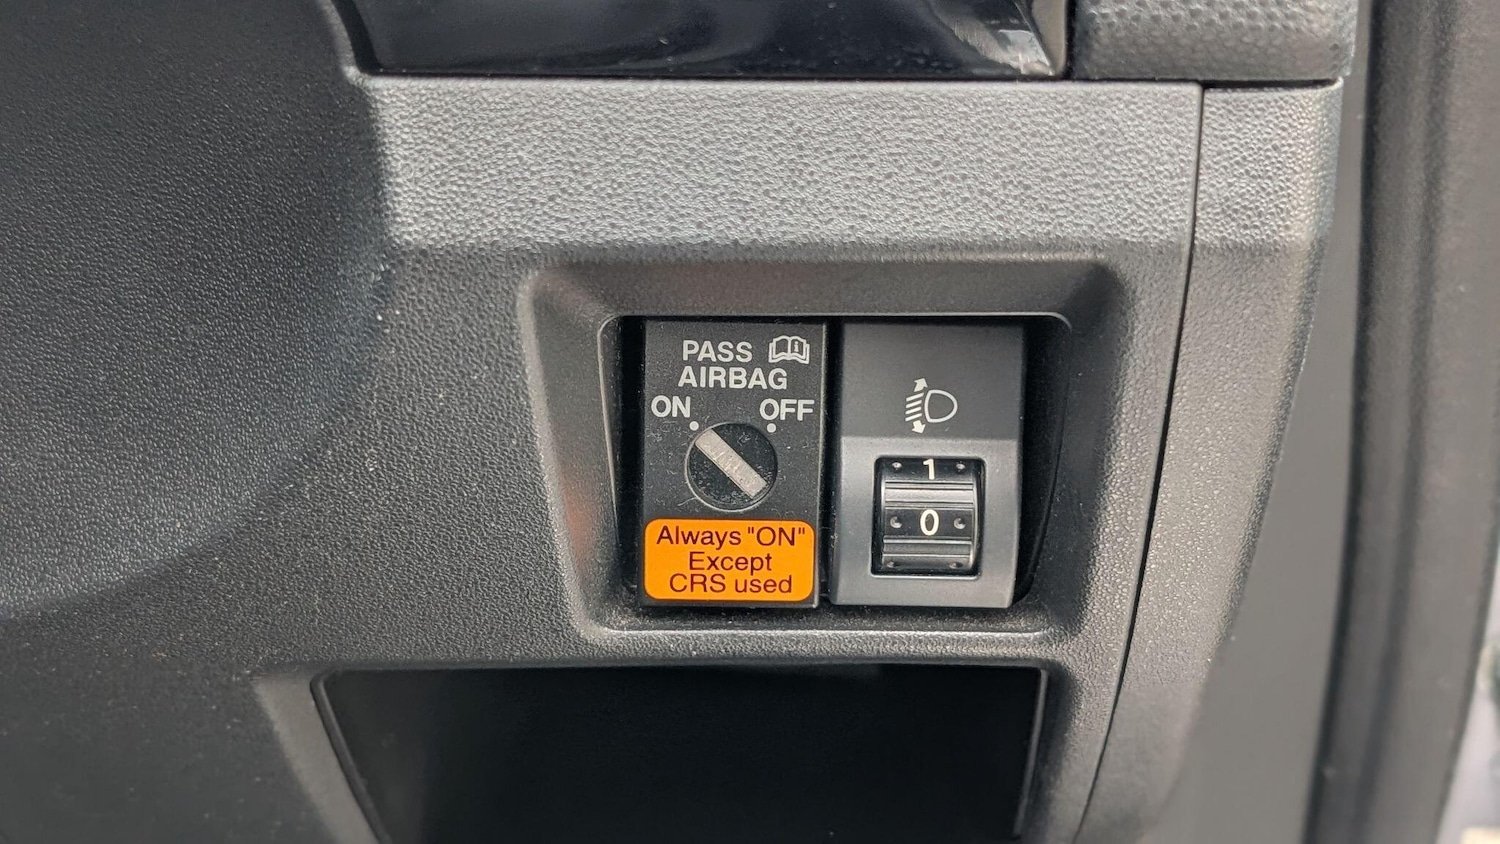 PASS
AIRBAG
ON OFF
Always "ON"
Except
CRS used
1
0